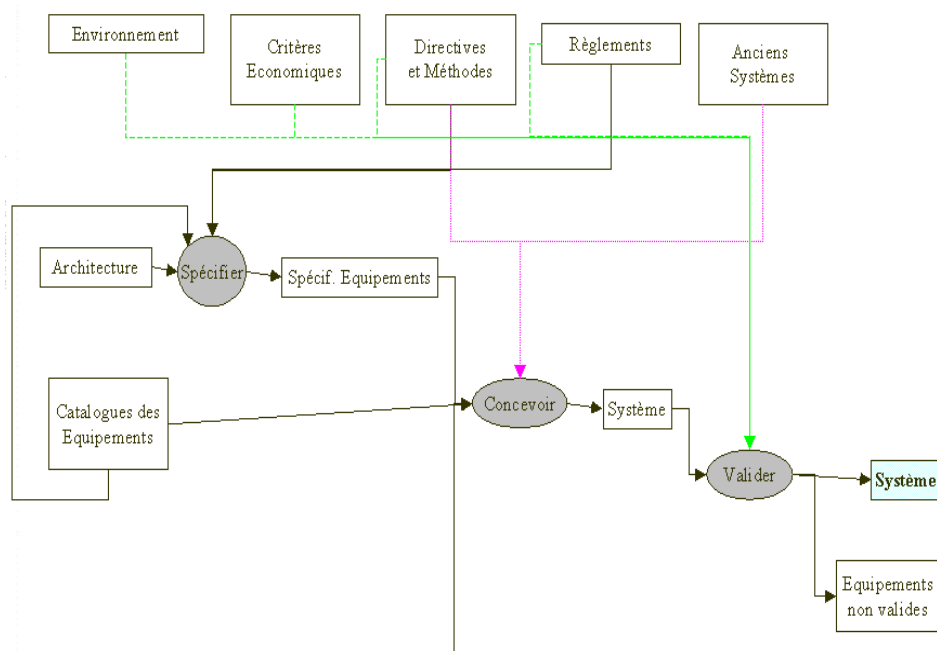 Environnement
Critères
Economiques
Directives
et Méthodes
Règlements
Anciens
Systèmes
Architecture
Spécifier
Spécif. Equipements
Catalogues des
Equipements
Concevoir
Système
Valider
Système
Equipements
non valides